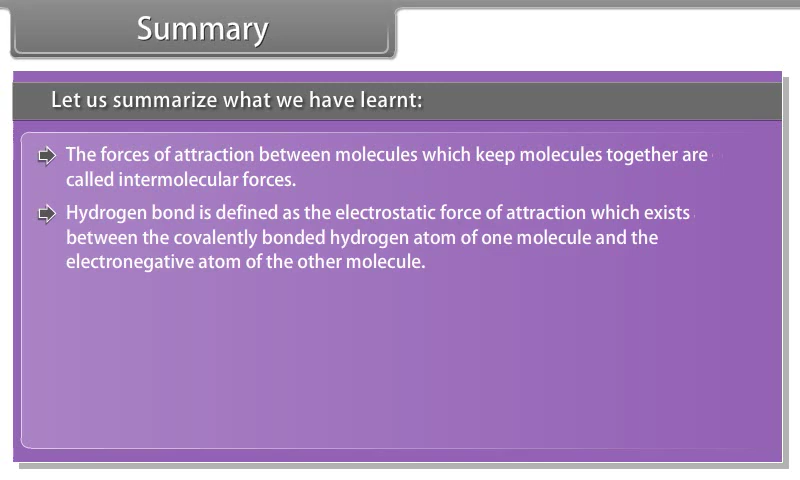 Summary
Let us summarize what we have learnt:
The forces of attraction between molecules which keep molecules together are
called intermolecular forces.
Hydrogen bond is defined as the electrostatic force of attraction which exists
between the covalently bonded hydrogen atom of one molecule and the
electronegative atom of the other molecule.